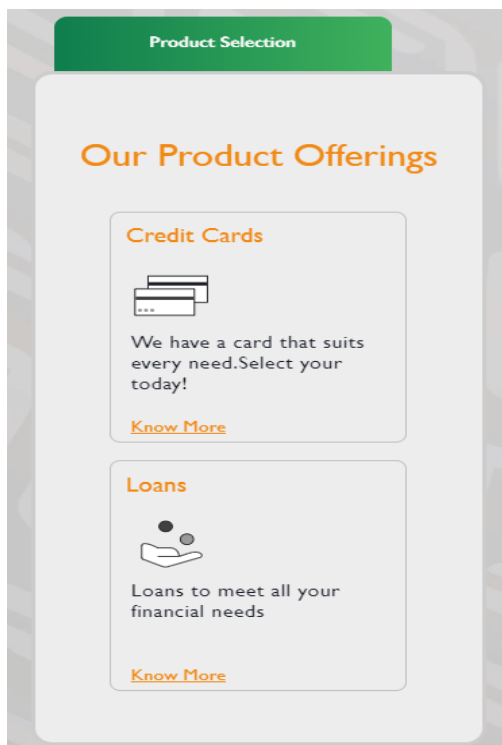 Product Selection
Our Product Offerings
Credit Cards
We have a card that suits
every need.Select your
today!
Know More
Loans
Loans to meet all your
financial needs
Know More